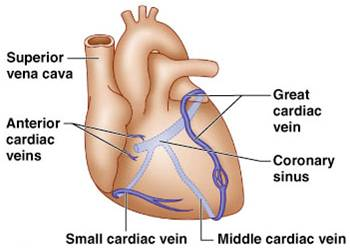 Superior
vena cava
Anterior
cardiac
veins
Great
cardiac
vein
Coronary
sinus
Small cardiac vein
Middle cardiac vein